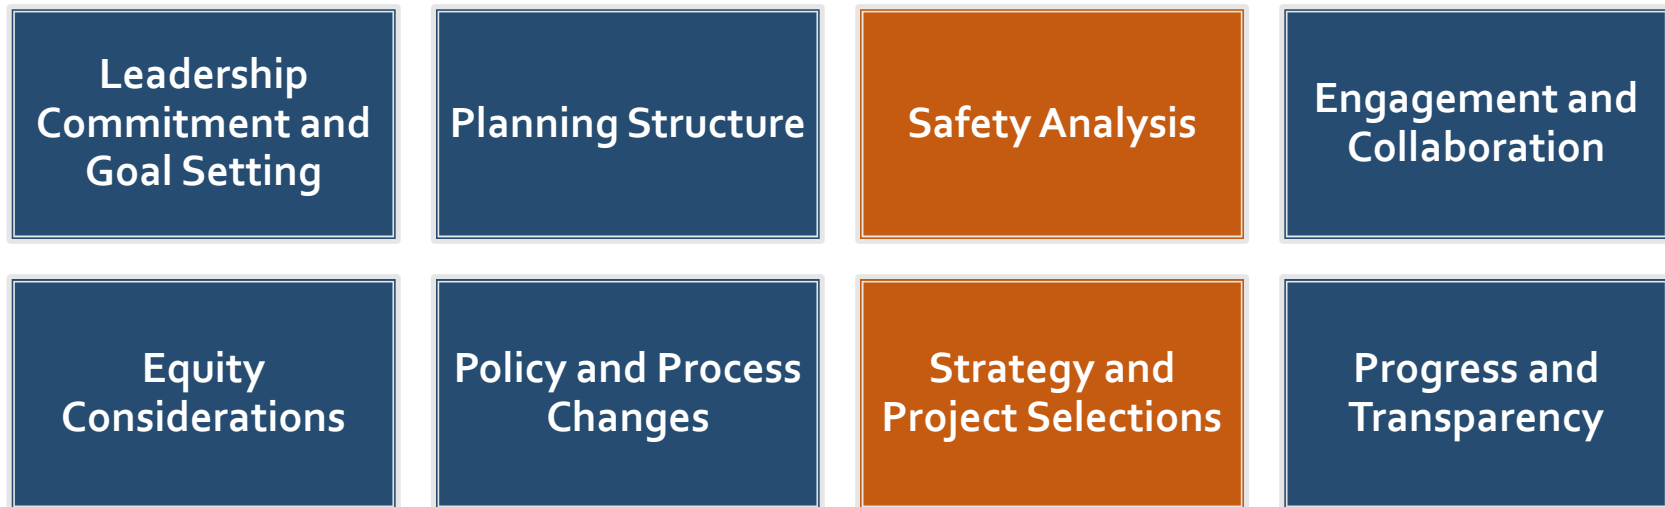 Leadership
Commitment and
Goal Setting
Planning Structure
Safety Analysis
Engagement and
Collaboration
Equity
Considerations
Policy and Process
Changes
Strategy and
Project Selections
Progress and
Transparency